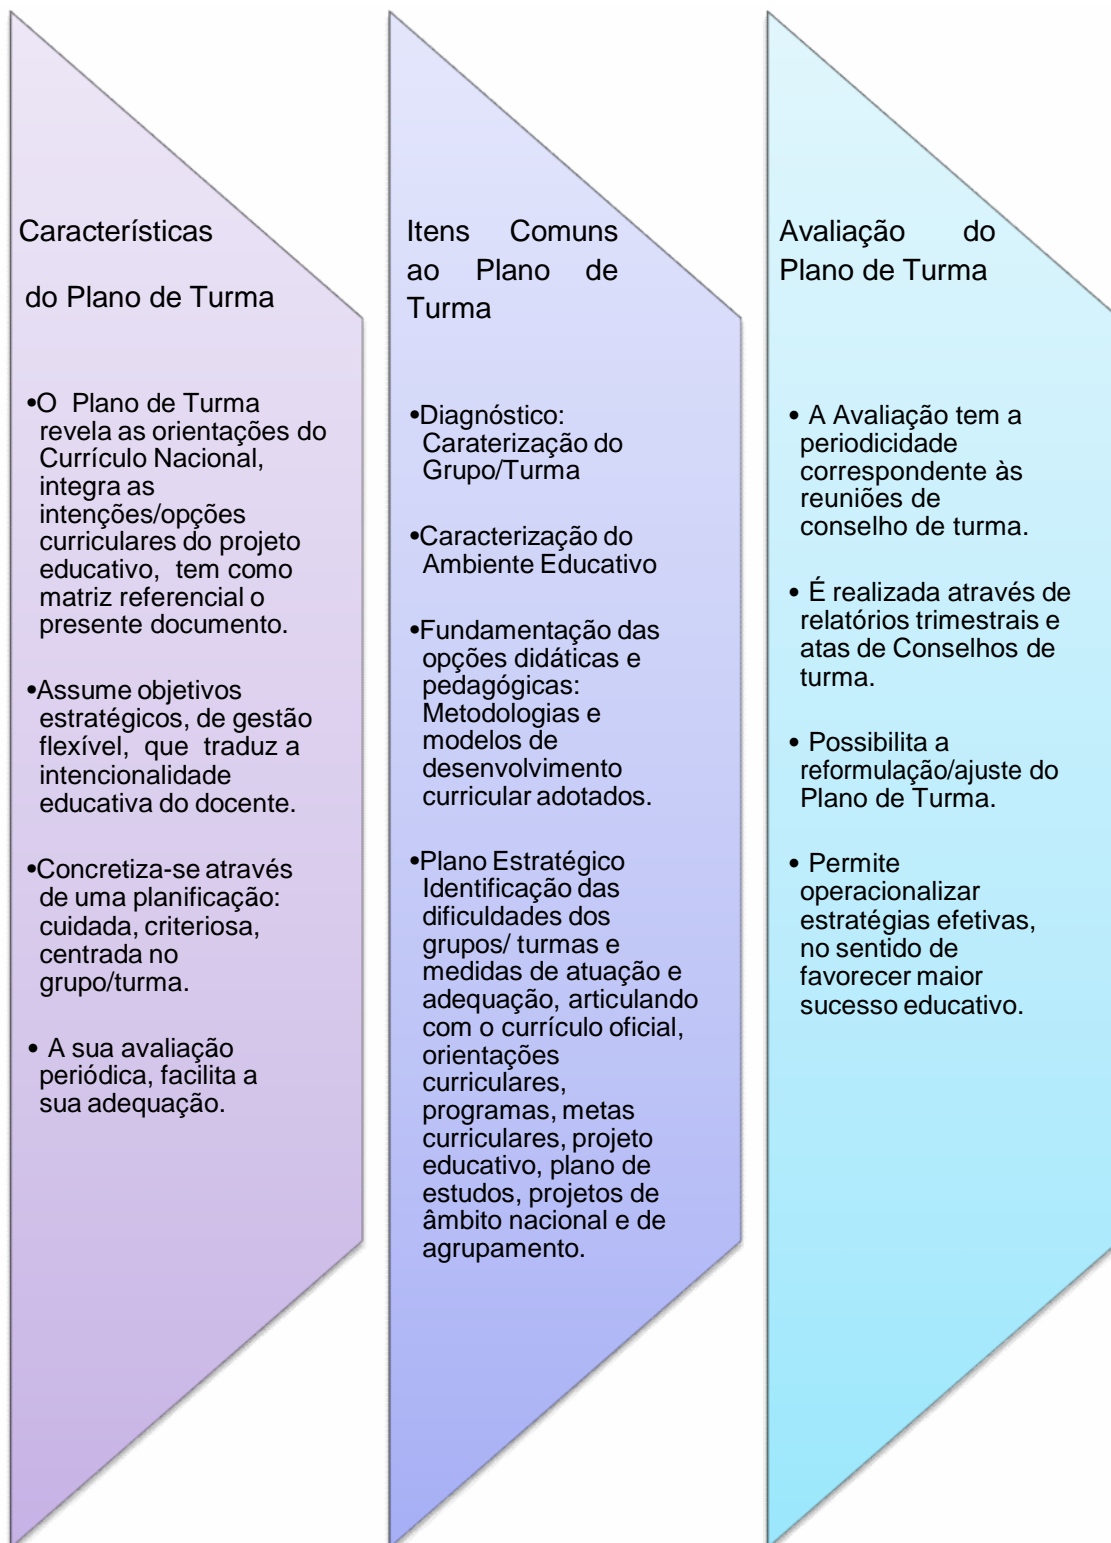 Características
do Plano de Turma
•O Plano de Turma
revela as orientações do
Currículo Nacional,
integra as
intenções/opções
curriculares do projeto
educativo, tem como
matriz referencial o
presente documento.
•Assume objetivos
estratégicos, de gestão
flexível, que traduz a
intencionalidade
educativa do docente.
•Concretiza-se através
de uma planificação:
cuidada, criteriosa,
centrada no
grupo/turma.
• A sua avaliação
periódica, facilita a
sua adequação.
Itens Comuns
ao Plano de
Turma
•Diagnóstico:
Caraterização do
Grupo/Turma
•Caracterização do
Ambiente Educativo
•Fundamentação das
opções didáticas e
pedagógicas:
Metodologias e
modelos de
desenvolvimento
curricular adotados.
•Plano Estratégico
Identificação das
dificuldades dos
grupos/ turmas e
medidas de atuação e
adequação, articulando
com o currículo oficial,
orientações
curriculares,
programas, metas
curriculares, projeto
educativo, plano de
estudos, projetos de
âmbito nacional e de
agrupamento.
Avaliação do
Plano de Turma
• A Avaliação tem a
periodicidade
correspondente às
reuniões de
conselho de turma.
• É realizada através de
relatórios trimestrais e
atas de Conselhos de
turma.
• Possibilita a
reformulação/ajuste do
Plano de Turma.
• Permite
operacionalizar
estratégias efetivas,
no sentido de
favorecer maior
sucesso educativo.